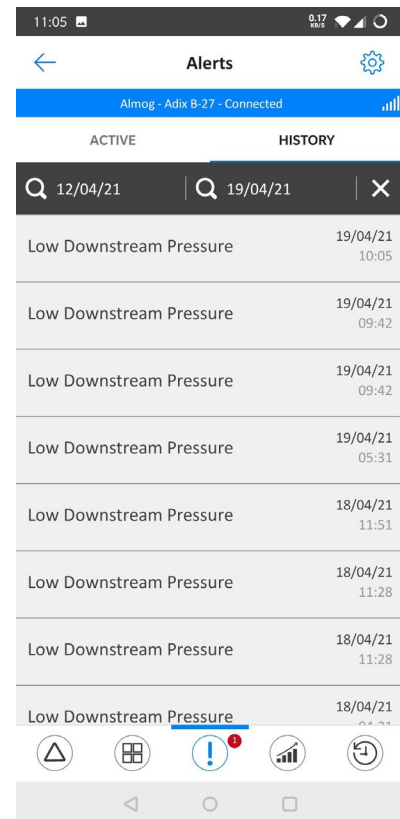 11:05
0.17
KB/S
Alerts
Almog - Adix B-27 - Connected
ACTIVE
HISTORY
12/04/21
19/04/21
Low Downstream Pressure
19/04/21
10:05
Low Downstream Pressure
19/04/21
09:42
Low Downstream Pressure
19/04/21
09:42
Low Downstream Pressure
19/04/21
05:31
Low Downstream Pressure
18/04/21
11:51
Low Downstream Pressure
18/04/21
11:28
Low Downstream Pressure
18/04/21
11:28
Low Downstream Pressure
18/04/21
1